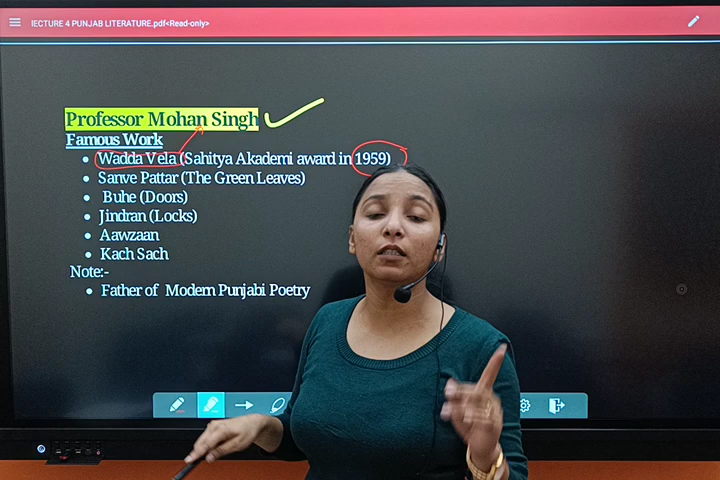 lECTURE 4 PUNJAB LITERATURE.pdf<Read-only>
Professor Mohan Singh
Famous Work
• Wadda Vela (Sahitya Akademi award in 1959)
• Sanve Pattar (The Green Leaves)
• Buhe (Doors)
• Jindran (Locks)
• Aawzaan
• Kach Sach
Note:-
• Father of Modern Punjabi Poetry